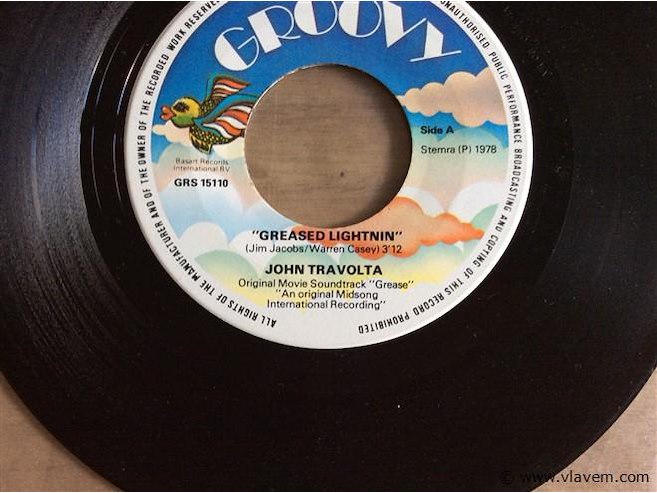 GROOVY
Side A
Stemra (P) 1978
Basart Records
International BV
GRS 15110
"GREASED LIGHTNIN"
(Jim Jacobs/Warren Casey) 3'12
JOHN TRAVOLTA
Original Movie Soundtrack "Grease"
"An original Midsong
International Recording"
ALL RIGHTS OF THE MANUFACTURER AND OF THE OWNER OF THE RECORDED WORK RESERVED
UNAUTHORISED PUBLIC PERFORMANCE BROADCASTING AND COPYING OF THIS RECORD PROHIBITED
© www.vlavem.com